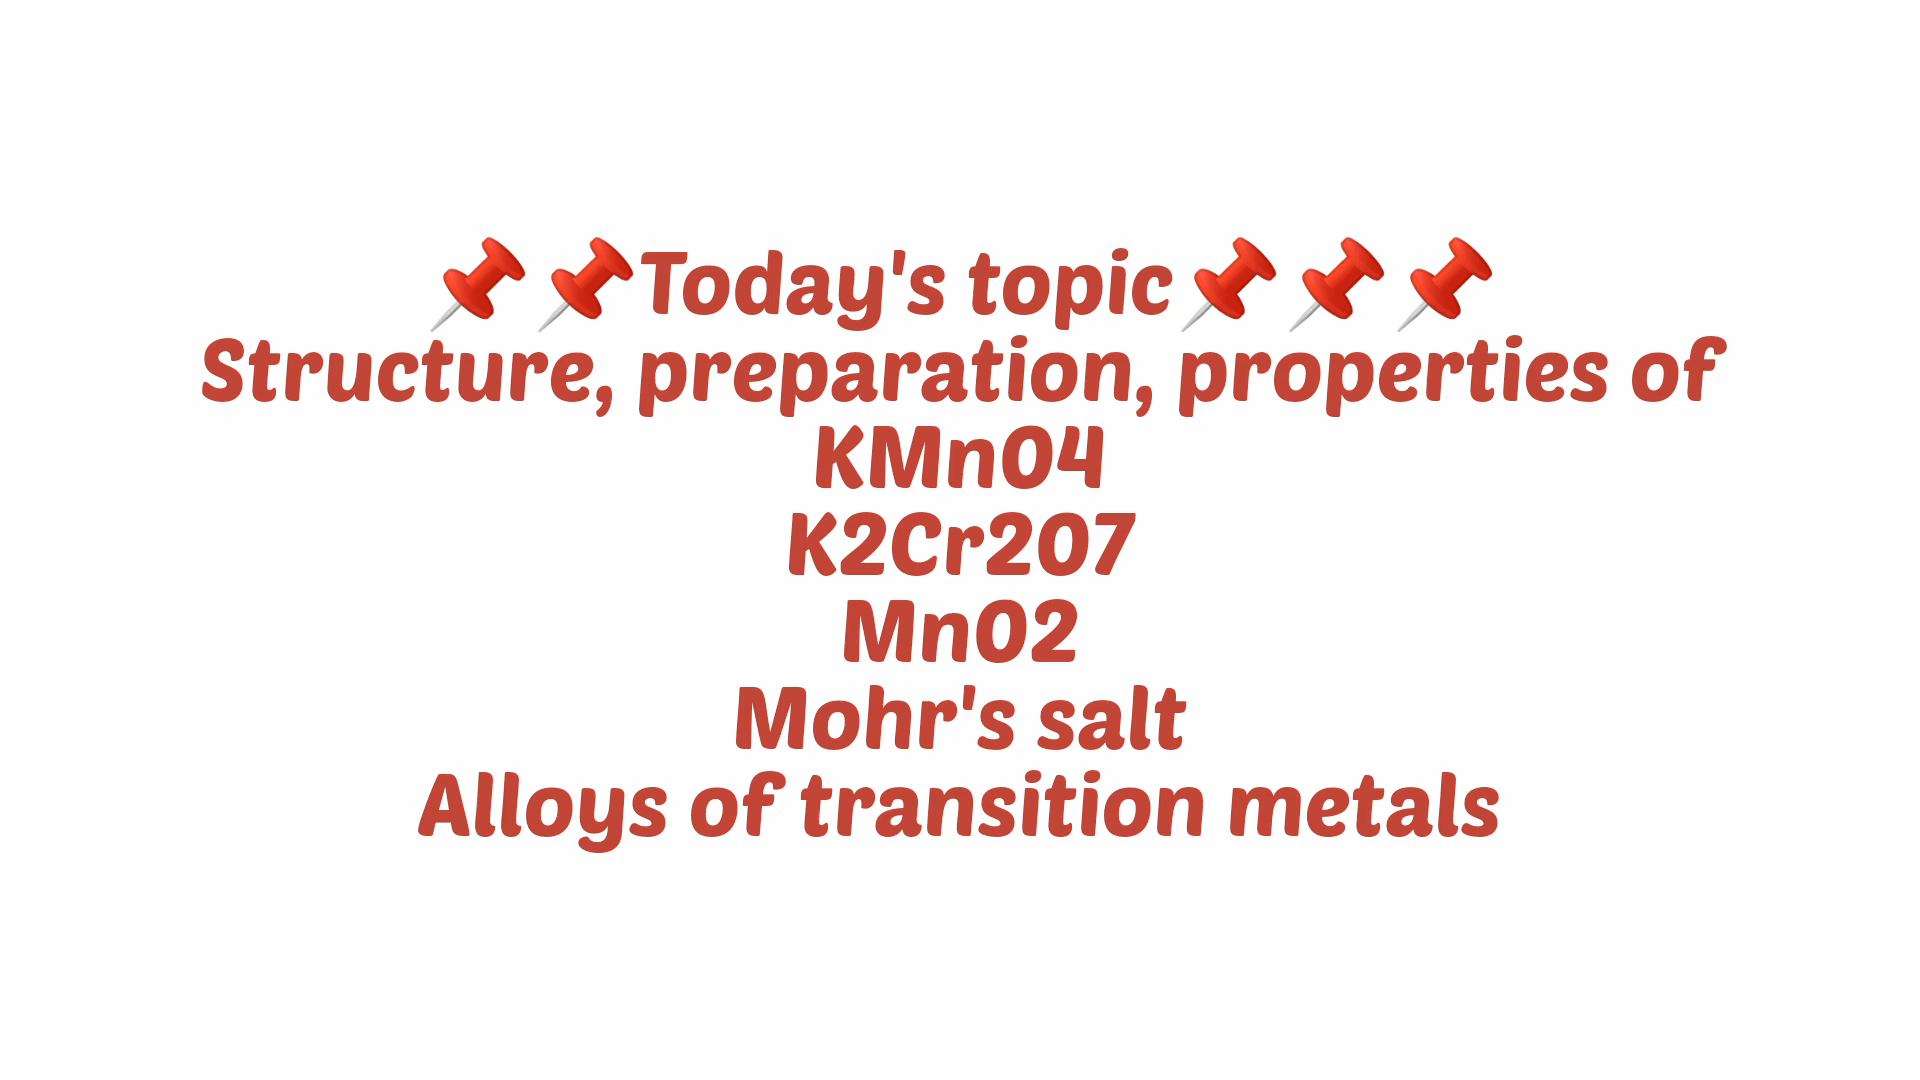 📌📌Today's topic📌📌📌
Structure, preparation, properties of
KMnO4
K2Cr2O7
MnO2
Mohr's salt
Alloys of transition metals